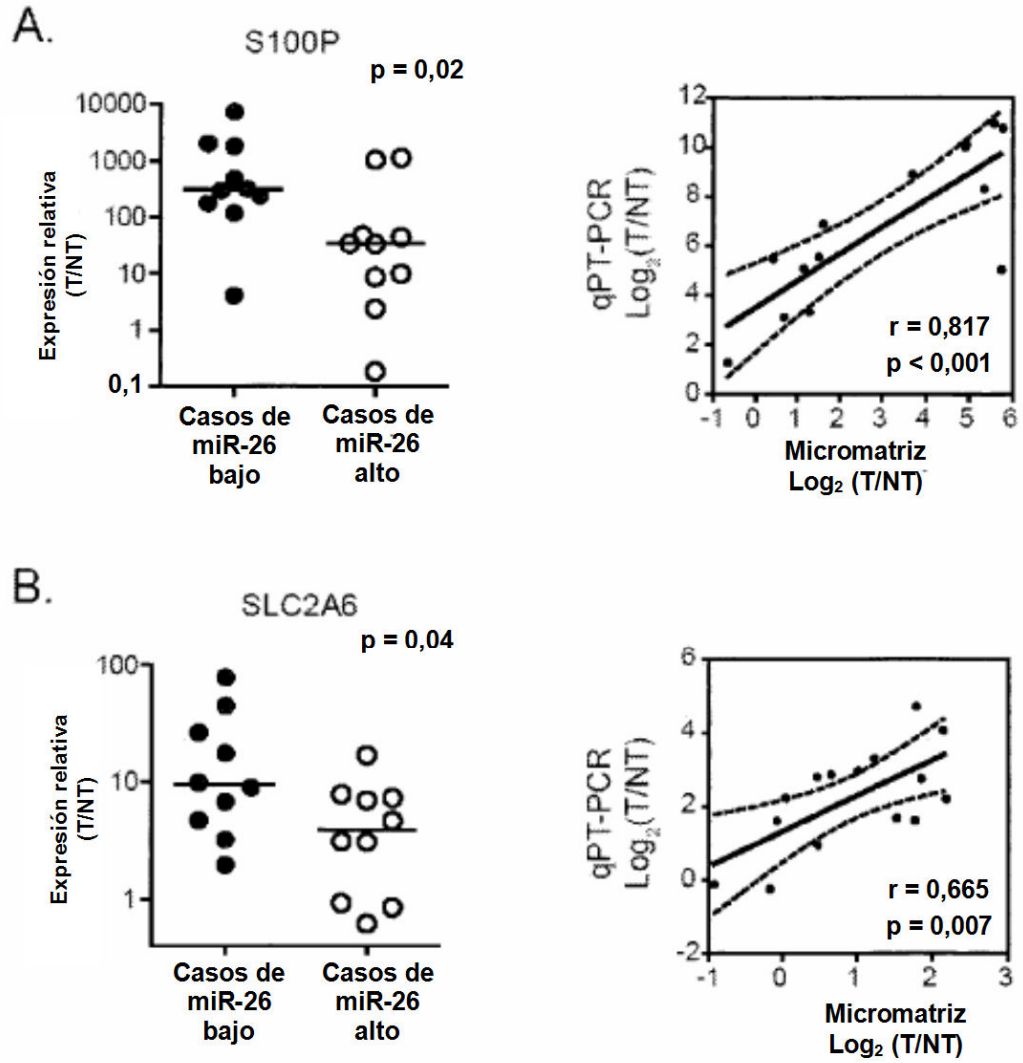 A.
S100P
p = 0,02
Expresión relativa
(T/NT)
10000
1000
100
10
1
0,1
Casos de
miR-26
bajo
Casos de
miR-26
alto
qPT-PCR
Log₂(T/NT)
12
10
8
6
4
2
0
r = 0,817
p < 0,001
-1 0 1 2 3 4 5 6
Micromatriz
Log₂ (T/NT)
B.
SLC2A6
p = 0,04
Expresión relativa
(T/NT)
100
10
1
Casos de
miR-26
bajo
Casos de
miR-26
alto
qPT-PCR
Log₂(T/NT)
6
4
2
0
-2
r = 0,665
p = 0,007
-1 0 1 2 3
Micromatriz
Log₂ (T/NT)